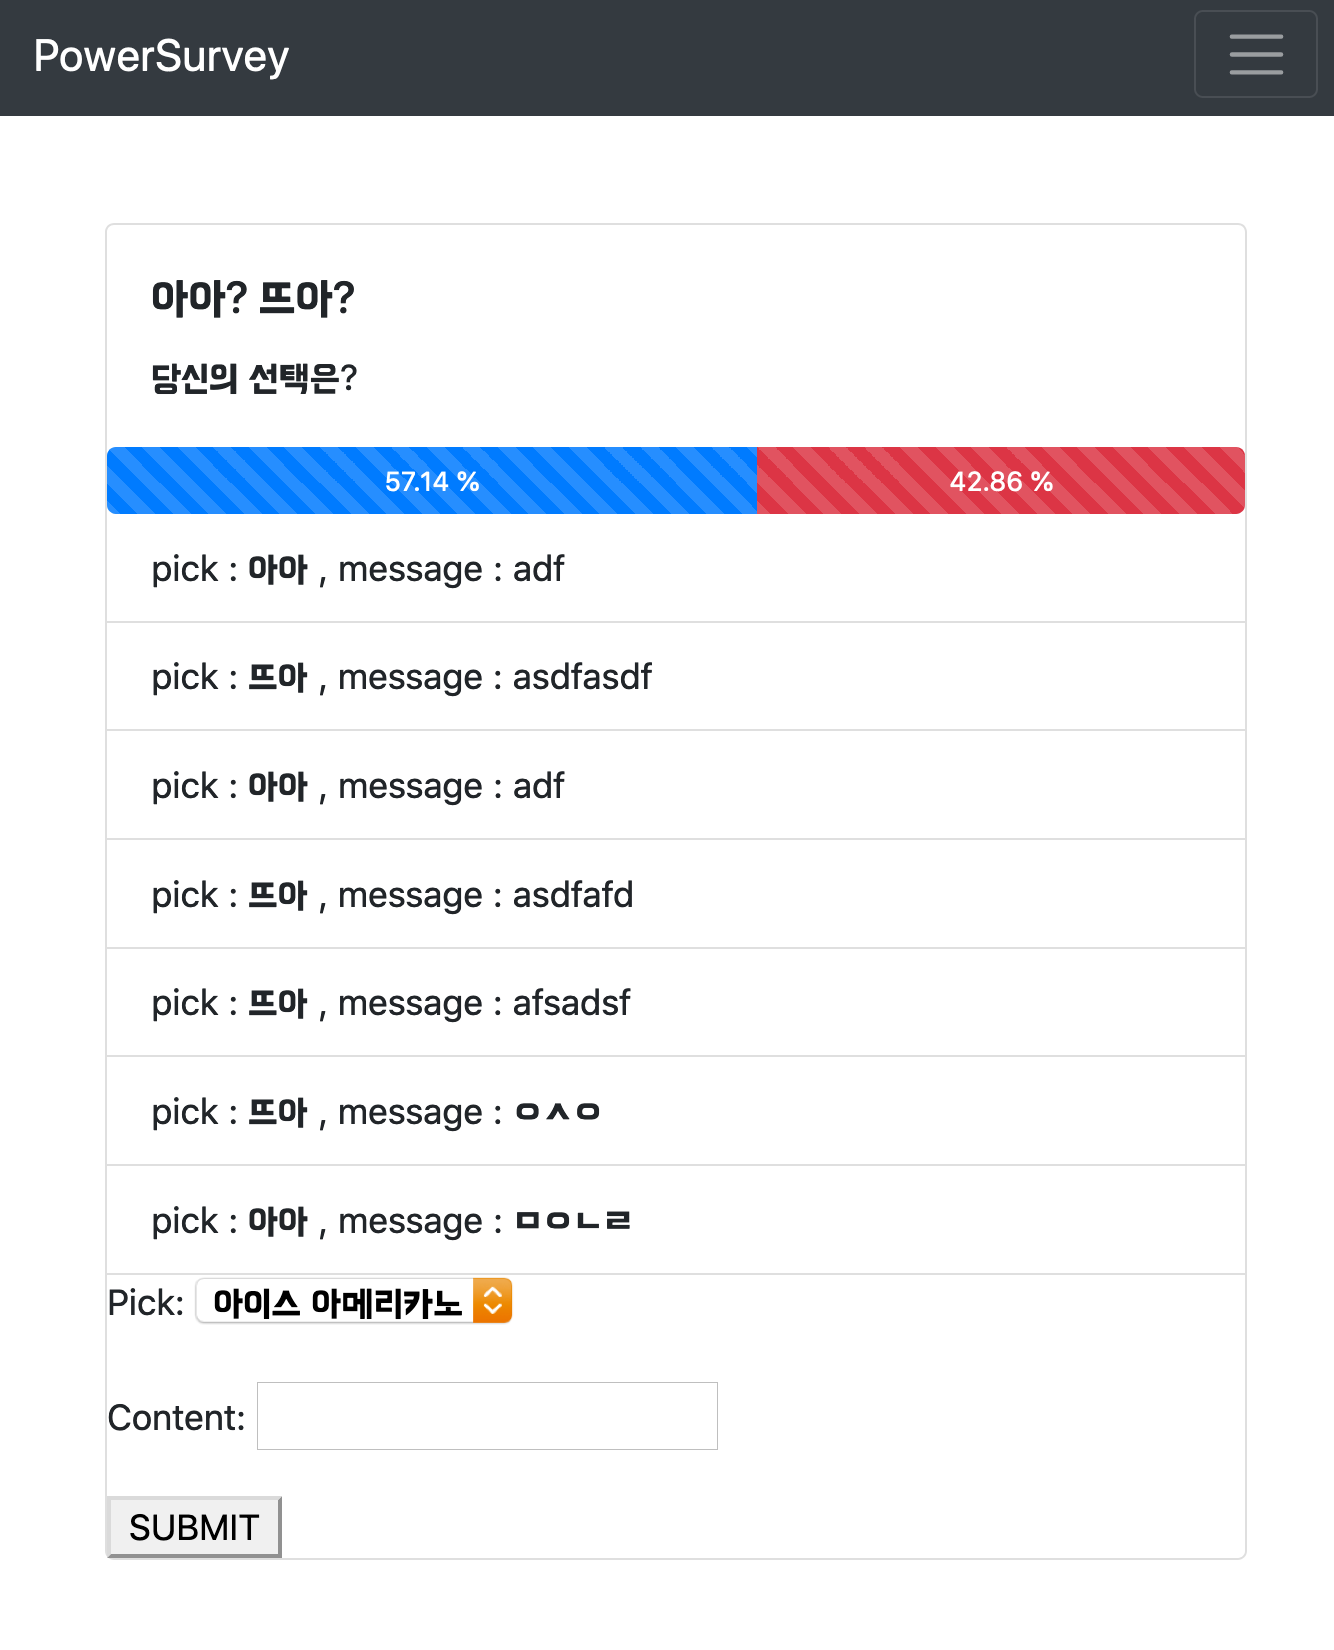 PowerSurvey
아아? 뜨아?
당신의 선택은?
57.14 % 42.86 %
pick : 아아 , message : adf
pick : 뜨아 , message : asdfasdf
pick : 아아 , message : adf
pick : 뜨아 , message : asdfafd
pick : 뜨아 , message : afsadsf
pick : 뜨아 , message : ㅇㅅㅇ
pick : 아아 , message : ㅁㅇㄴㄹ
Pick: 아이스 아메리카노
Content:
SUBMIT